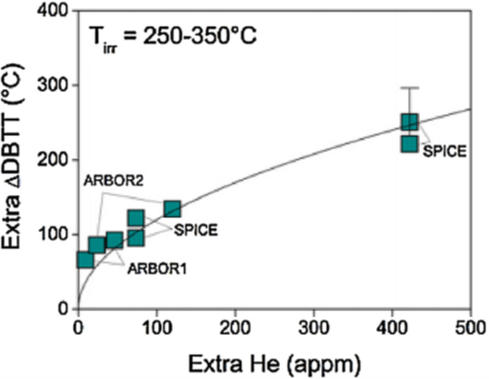 400
T_irr = 250-350°C
300
200
100
0
Extra ΔDBTT (°C)
ARBOR2
SPICE
SPICE
ARBOR1
0 100 200 300 400 500
Extra He (appm)